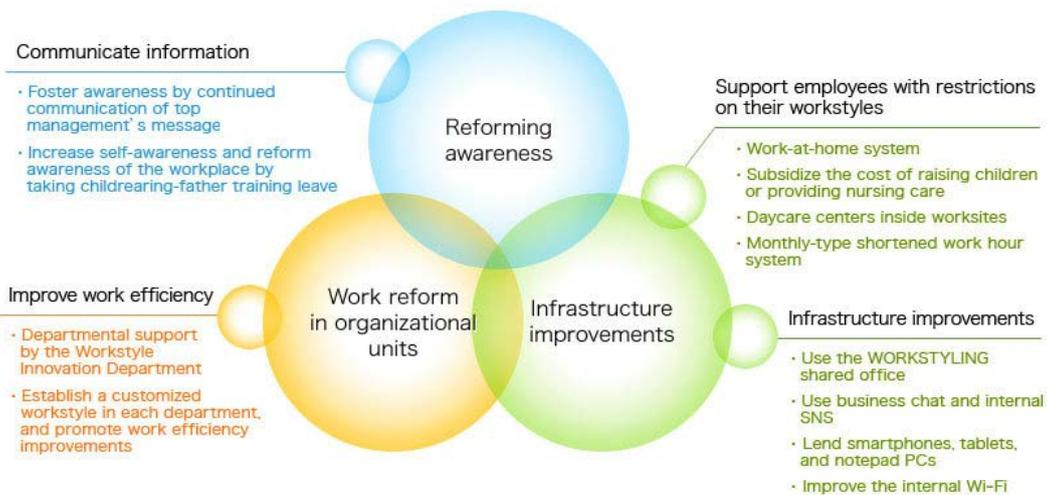 Communicate information
· Foster awareness by continued
communication of top
management's message
· Increase self-awareness and reform
awareness of the workplace by
taking childrearing-father training leave
Reforming
awareness
Support employees with restrictions
on their workstyles
· Work-at-home system
· Subsidize the cost of raising children
or providing nursing care
· Daycare centers inside worksites
· Monthly-type shortened work hour
system
Improve work efficiency
· Departmental support
by the Workstyle
Innovation Department
· Establish a customized
workstyle in each department,
and promote work efficiency
improvements
Work reform
in organizational
units
Infrastructure
improvements
Infrastructure improvements
· Use the WORKSTYLING
shared office
· Use business chat and internal
SNS
· Lend smartphones, tablets,
and notepad PCs
· Improve the internal Wi-Fi